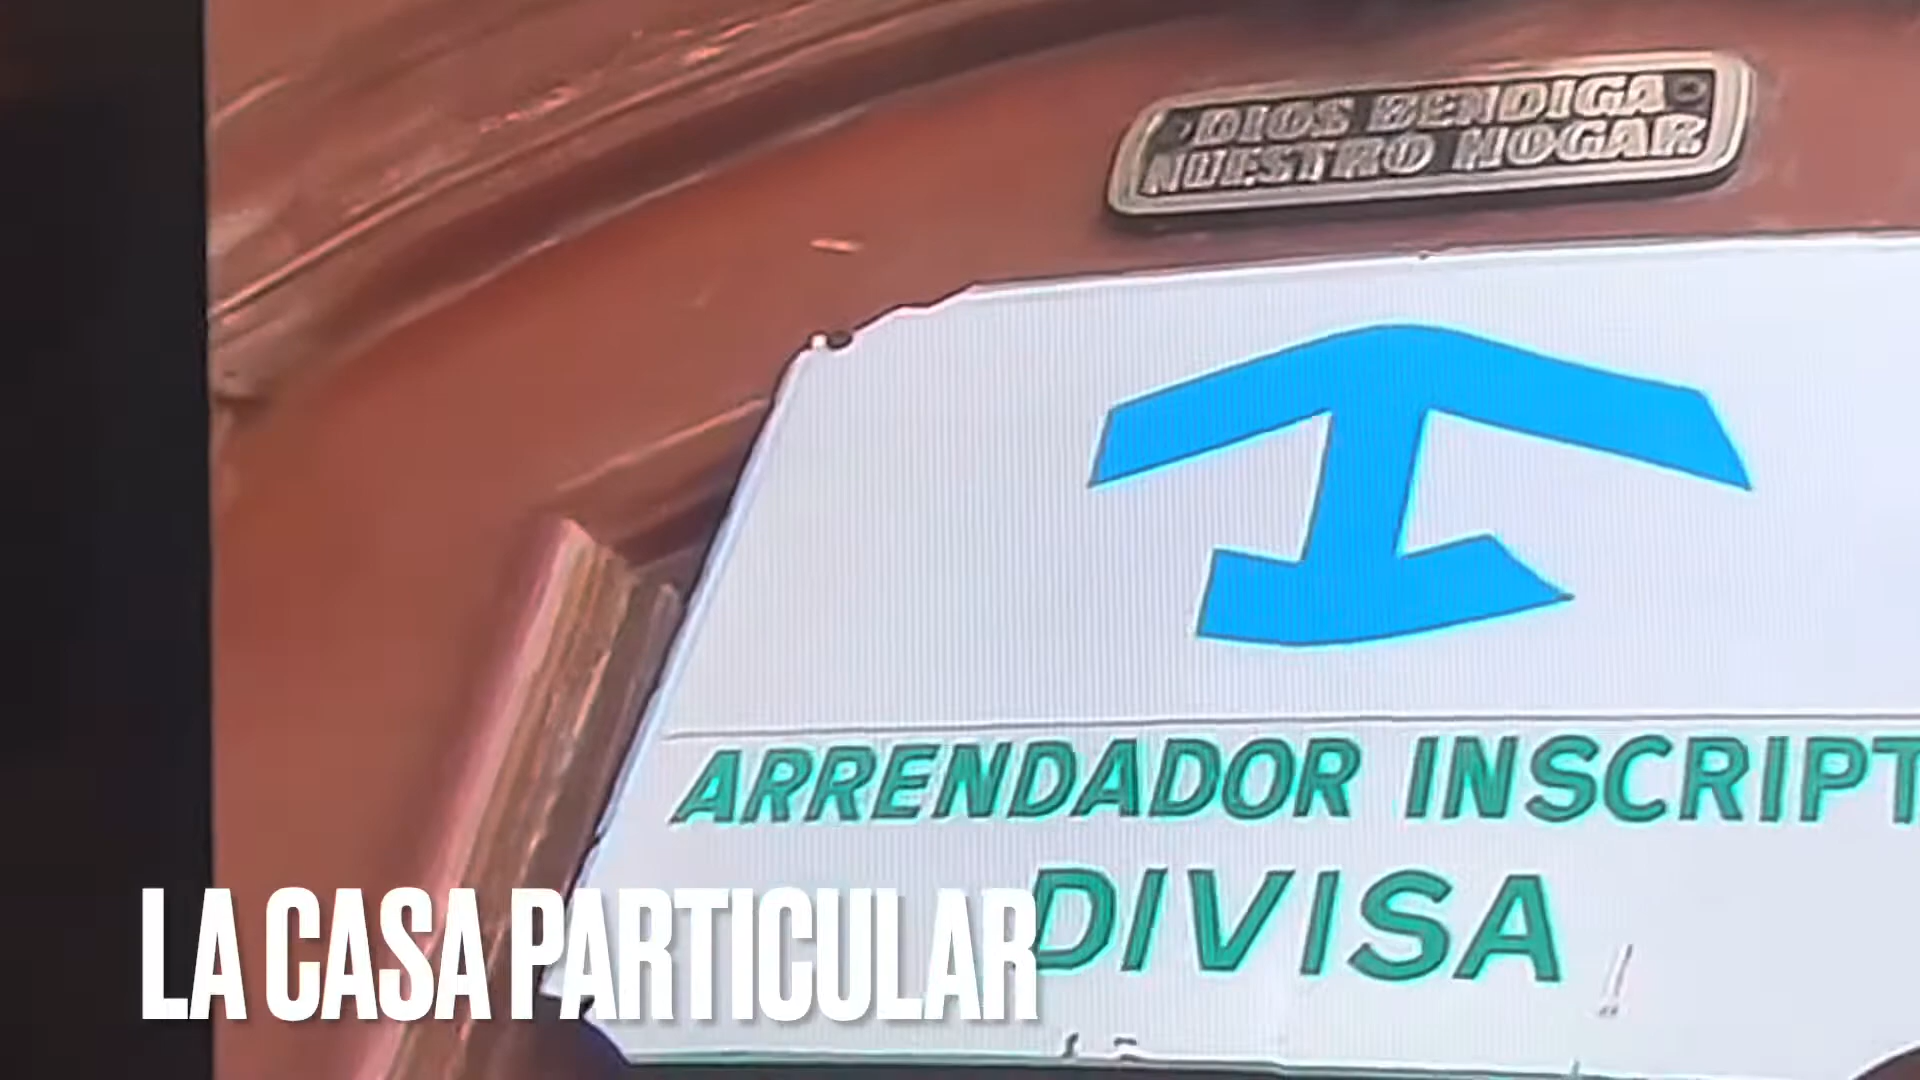 DIOS BENDIGA
NUESTRO HOGAR
ARRENDADOR INSCRIPT
DIVISA
LA CASA PARTICULAR